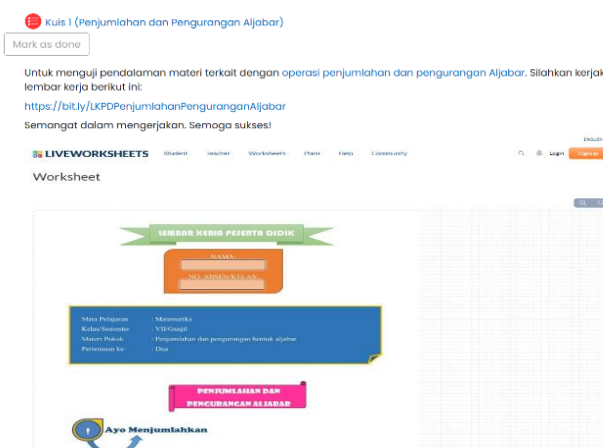 Kuis 1 (Penjumlahan dan Pengurangan Aljabar)
Mark as done
Untuk menguji pendalaman materi terkait dengan operasi penjumlahan dan pengurangan Aljabar. Silahkan kerjak
lembar kerja berikut ini:
https://bit.ly/LKPDPenjumlahanPenguranganAljabar
Semangat dalam mengerjakan. Semoga sukses!
ENGLISH
LIVEWORKSHEETS Student Teacher Worksheets Plans Help Community Login Signup
Worksheet
LEMBAR KERJA PESERTA DIDIK
NAMA:
NO. ABSEN/KELAS:
Mata Pelajaran : Matematika
Kelas/Semester : VII/Ganjil
Materi Pokok : Penjumlahan dan pengurangan bentuk aljabar
Pertemuan ke : Dua
PENJUMLAHAN DAN
PENGURANGAN ALJABAR
1 Ayo Menjumlahkan